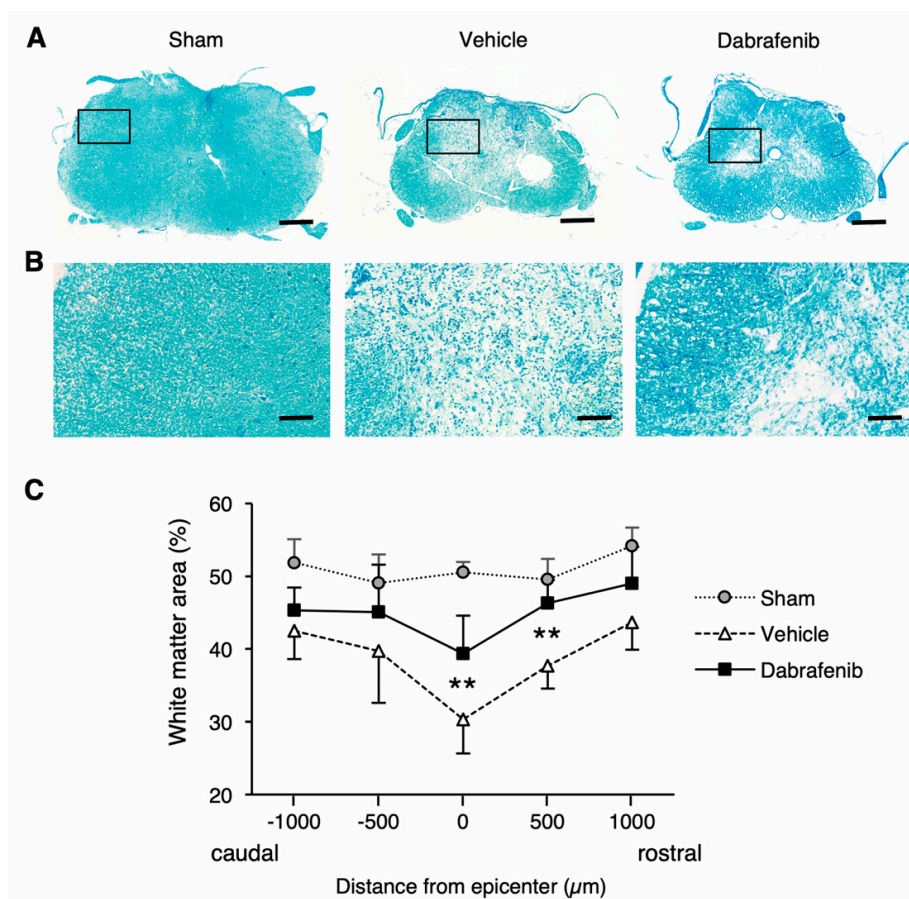 A
Sham
Vehicle
Dabrafenib
B
C
White matter area (%)
60
50
40
30
20
**
**
-1000
-500
0
500
1000
caudal
rostral
Distance from epicenter (µm)
Sham
Vehicle
Dabrafenib